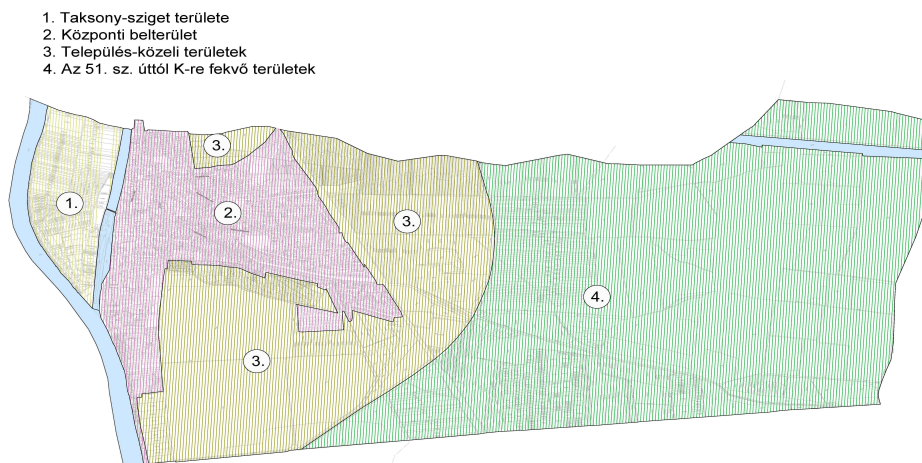 1. Taksony-sziget területe
2. Központi belterület
3. Település-közeli területek
4. Az 51. sz. úttól K-re fekvő területek
3.
1.
2.
3.
4.
3.